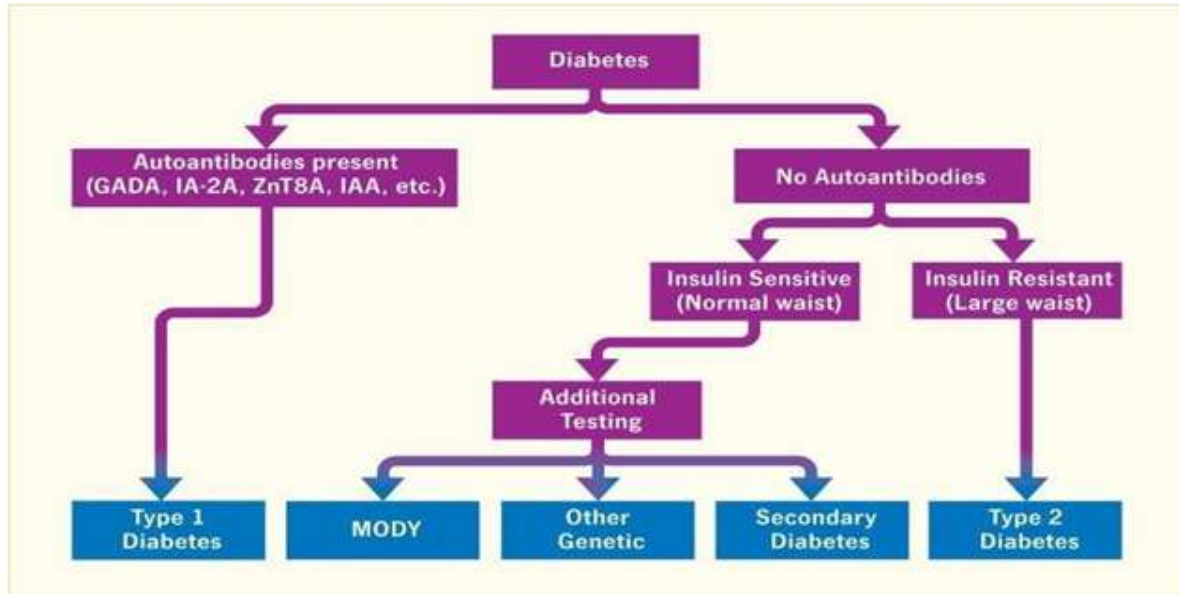 Diabetes
Autoantibodies present
(GADA, IA-2A, ZnT8A, IAA, etc.)
No Autoantibodies
Insulin Sensitive
(Normal waist)
Insulin Resistant
(Large waist)
Additional
Testing
Type 1
Diabetes
MODY
Other
Genetic
Secondary
Diabetes
Type 2
Diabetes